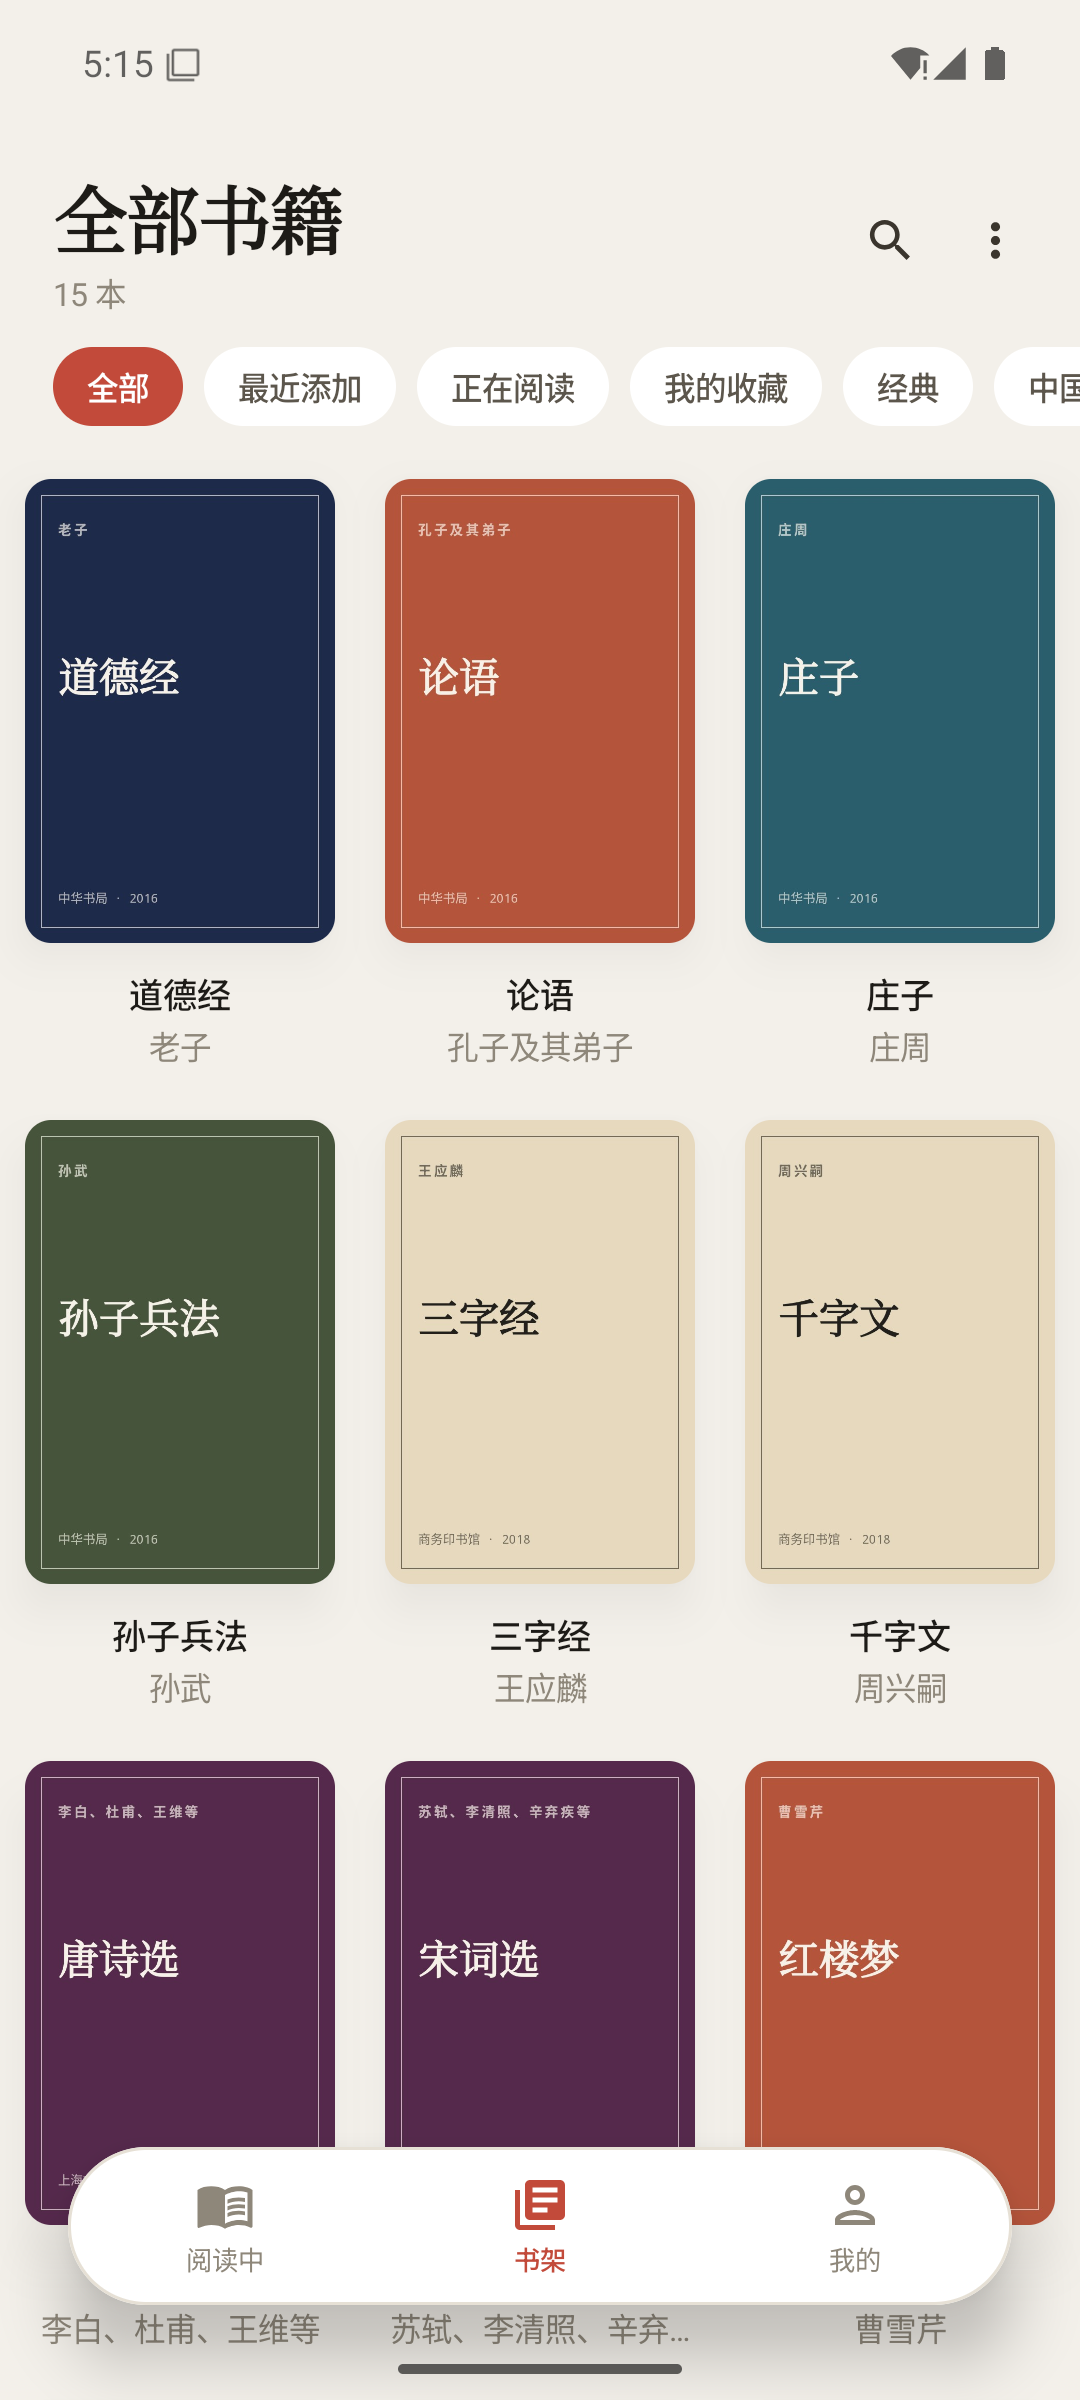 5:15
全部书籍
15 本
全部
最近添加
正在阅读
我的收藏
经典
中国
老子
道德经
中华书局 · 2016
孔子及其弟子
论语
中华书局 · 2016
庄周
庄子
中华书局 · 2016
道德经
老子
论语
孔子及其弟子
庄子
庄周
孙武
孙子兵法
中华书局 · 2016
王应麟
三字经
商务印书馆 · 2018
周兴嗣
千字文
商务印书馆 · 2018
孙子兵法
孙武
三字经
王应麟
千字文
周兴嗣
李白、杜甫、王维等
唐诗选
上海
苏轼、李清照、辛弃疾等
宋词选
曹雪芹
红楼梦
阅读中
书架
我的
李白、杜甫、王维等
苏轼、李清照、辛弃...
曹雪芹